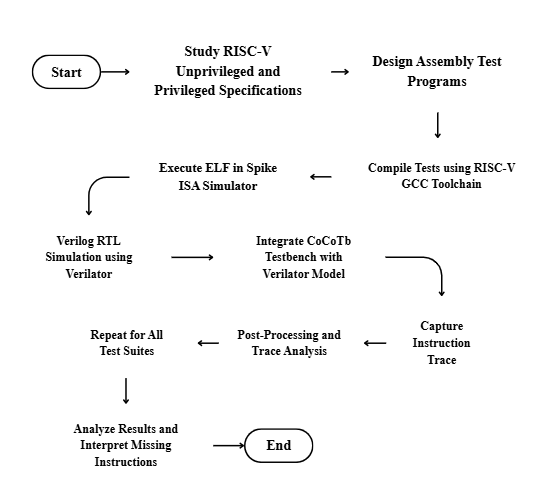 Start
Study RISC-V
Unprivileged and
Privileged Specifications
Design Assembly Test
Programs
Compile Tests using RISC-V
GCC Toolchain
Execute ELF in Spike
ISA Simulator
Verilog RTL
Simulation using
Verilator
Integrate CoCoTb
Testbench with
Verilator Model
Capture
Instruction
Trace
Post-Processing and
Trace Analysis
Repeat for All
Test Suites
Analyze Results and
Interpret Missing
Instructions
End